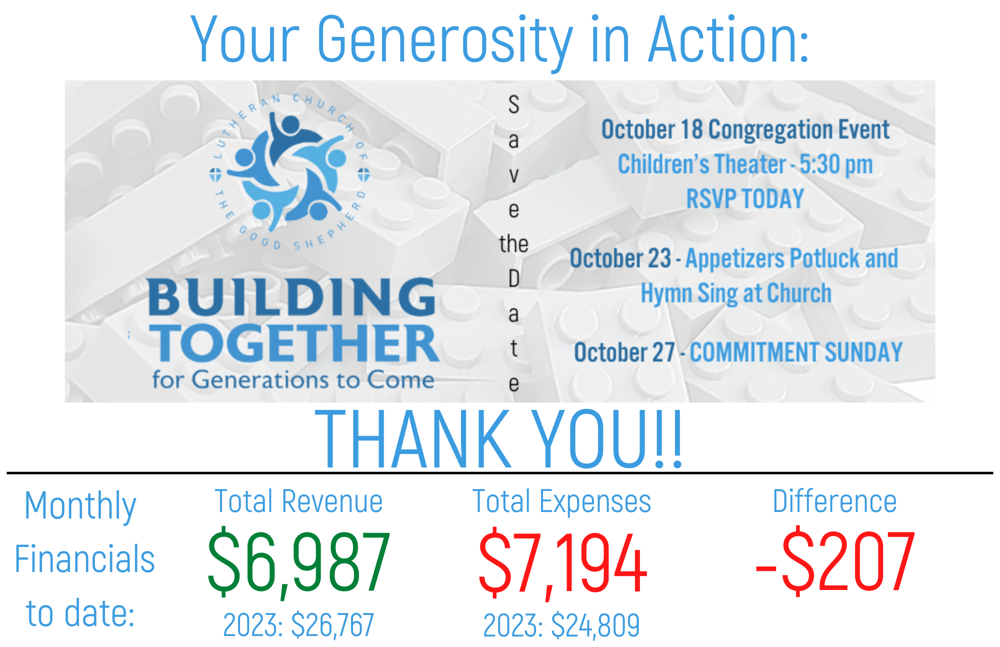 Your Generosity in Action:
LUTHERAN CHURCH OF
THE GOOD SHEPHERD
BUILDING
TOGETHER
for Generations to Come
Save
the
Date
October 18 Congregation Event
Children's Theater - 5:30 pm
RSVP TODAY
October 23 - Appetizers Potluck and
Hymn Sing at Church
October 27 - COMMITMENT SUNDAY
THANK YOU!!
Monthly
Financials
to date:
Total Revenue
$6,987
2023: $26,767
Total Expenses
$7,194
2023: $24,809
Difference
-$207